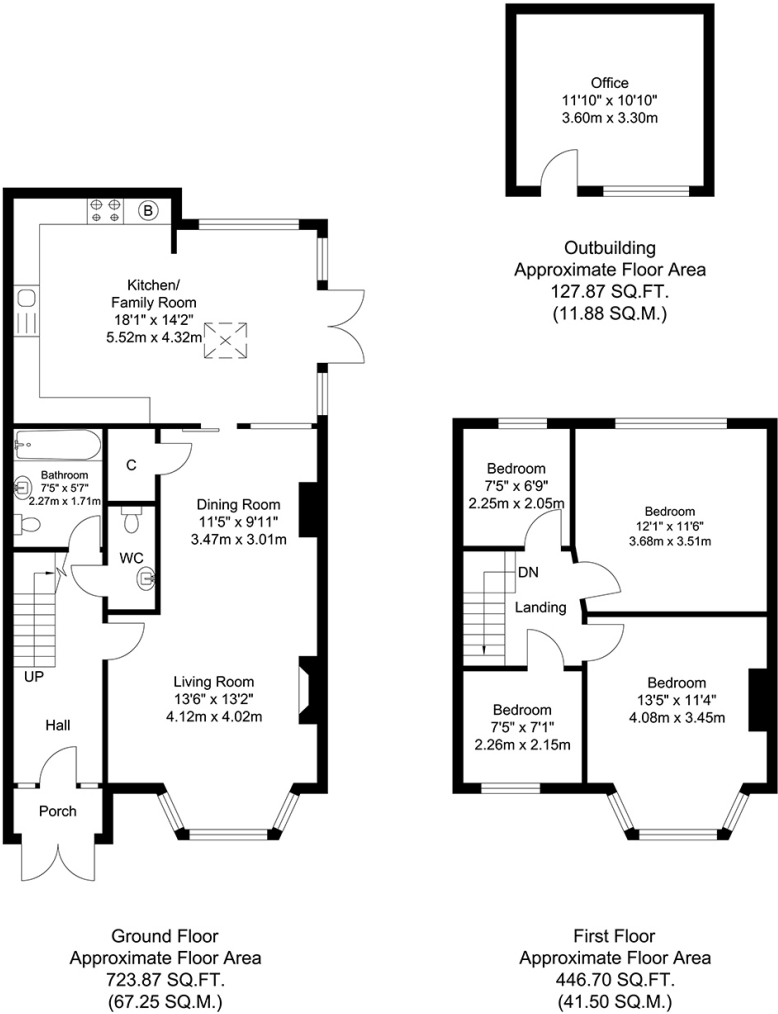 Office
11'10" x 10'10"
3.60m x 3.30m
Outbuilding
Approximate Floor Area
127.87 SQ.FT.
(11.88 SQ.M.)
B
Kitchen/
Family Room
18'1" x 14'2"
5.52m x 4.32m
Bathroom
7'5" x 5'7"
2.27m x 1.71m
C
WC
Dining Room
11'5" x 9'11"
3.47m x 3.01m
UP
Living Room
13'6" x 13'2"
4.12m x 4.02m
Hall
Porch
Ground Floor
Approximate Floor Area
723.87 SQ.FT.
(67.25 SQ.M.)
Bedroom
7'5" x 6'9"
2.25m x 2.05m
Bedroom
12'1" x 11'6"
3.68m x 3.51m
DN
Landing
Bedroom
7'5" x 7'1"
2.26m x 2.15m
Bedroom
13'5" x 11'4"
4.08m x 3.45m
First Floor
Approximate Floor Area
446.70 SQ.FT.
(41.50 SQ.M.)